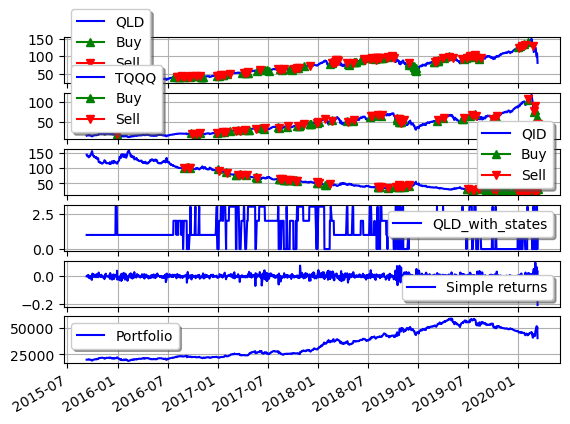 QLD
Buy
Sell
150
100
50
TQQQ
Buy
Sell
100
50
QID
Buy
Sell
150
100
50
QLD_with_states
2.5
0.0
Simple returns
0.0
−0.2
Portfolio
50000
25000
2015-07
2016-01
2016-07
2017-01
2017-07
2018-01
2018-07
2019-01
2019-07
2020-01